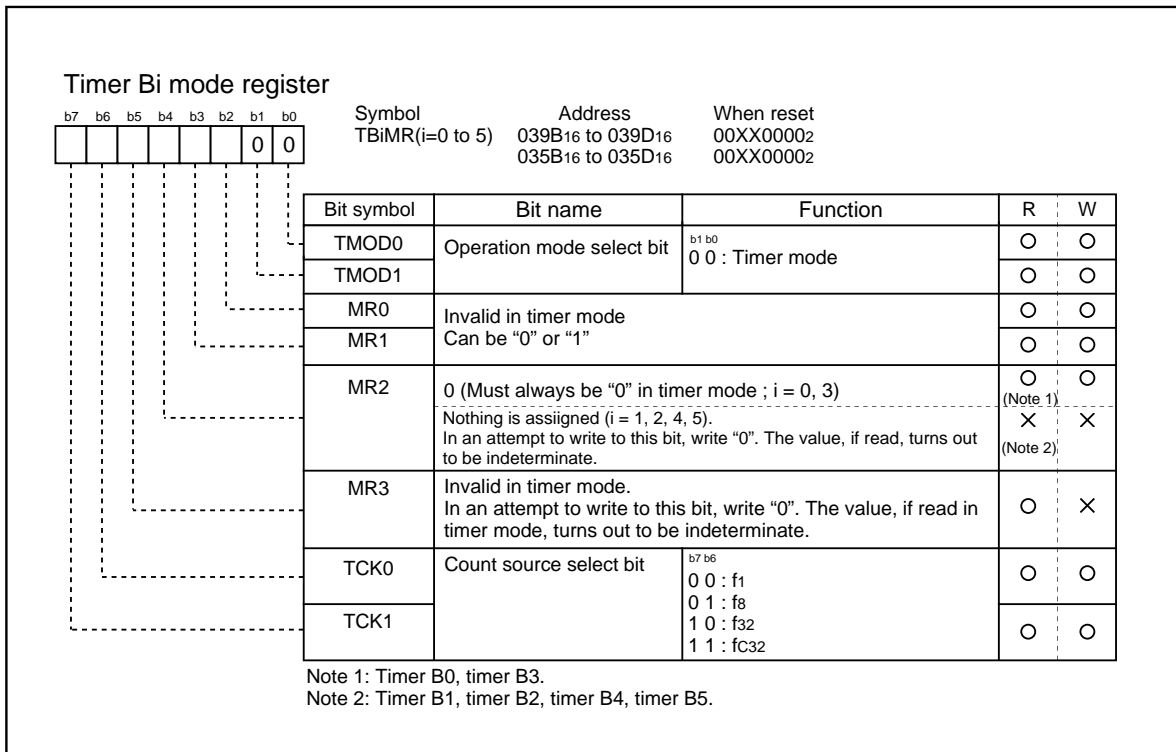 Timer Bi mode register
b7 b6 b5 b4 b3 b2 b1 b0
0 0
Symbol Address When reset
TBiMR(i=0 to 5) 039B16 to 039D16 00XX00002
035B16 to 035D16 00XX00002
Bit symbol Bit name Function R W
TMOD0 Operation mode select bit b1 b0
0 0 : Timer mode
TMOD1
MR0 Invalid in timer mode
MR1 Can be “0” or “1”
MR2 0 (Must always be “0” in timer mode ; i = 0, 3) (Note 1)
Nothing is assiigned (i = 1, 2, 4, 5).
In an attempt to write to this bit, write “0”. The value, if read, turns out
to be indeterminate. (Note 2)
MR3 Invalid in timer mode.
In an attempt to write to this bit, write “0”. The value, if read in
timer mode, turns out to be indeterminate.
TCK0 Count source select bit b7 b6
0 0 : f1
0 1 : f8
TCK1 1 0 : f32
1 1 : fC32
Note 1: Timer B0, timer B3.
Note 2: Timer B1, timer B2, timer B4, timer B5.